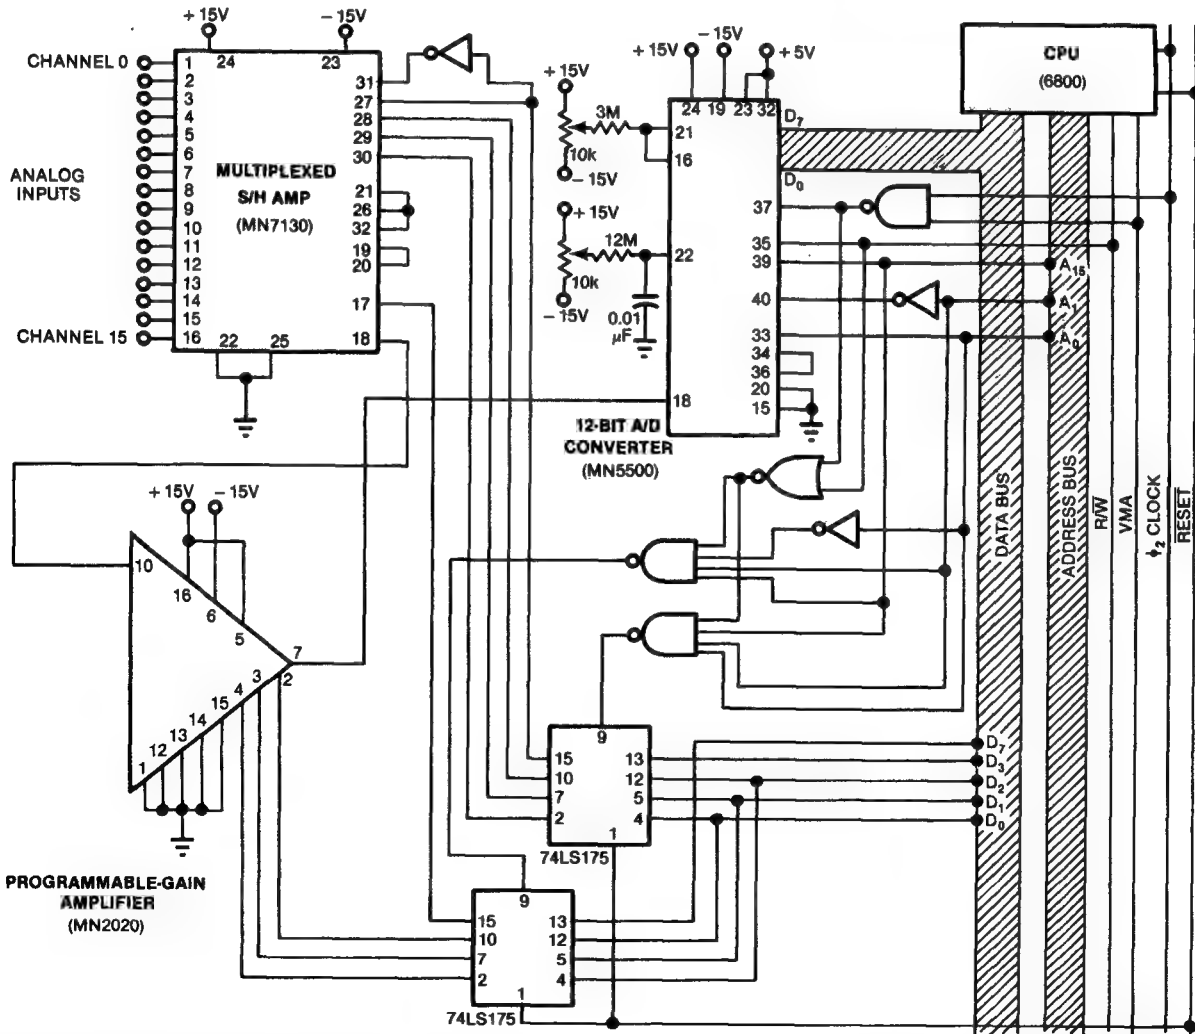 +15V
-15V
24
23
CHANNEL 0
ANALOG
INPUTS
CHANNEL 15
1
2
3
4
5
6
7
8
9
10
11
12
13
14
15
16
MULTIPLEXED
S/H AMP
(MN7130)
31
27
28
29
30
21
26
32
19
20
17
18
22
25
+15V
3M
10k
-15V
+15V
12M
10k
-15V
0.01
µF
+15V
-15V
+5V
24
19
23
32
21
16
22
18
37
35
39
40
33
34
36
20
15
12-BIT A/D
CONVERTER
(MN5500)
D7
D0
CPU
(6800)
A15
A1
A0
DATA BUS
ADDRESS BUS
R/W̅
VMA
ϕ2 CLOCK
R̅E̅S̅E̅T̅
+15V
-15V
10
16
6
5
7
2
3
4
15
14
13
12
1
PROGRAMMABLE-GAIN
AMPLIFIER
(MN2020)
9
15
10
7
2
13
12
5
4
1
74LS175
D7
D3
D2
D1
D0
9
15
10
7
2
13
12
5
4
1
74LS175